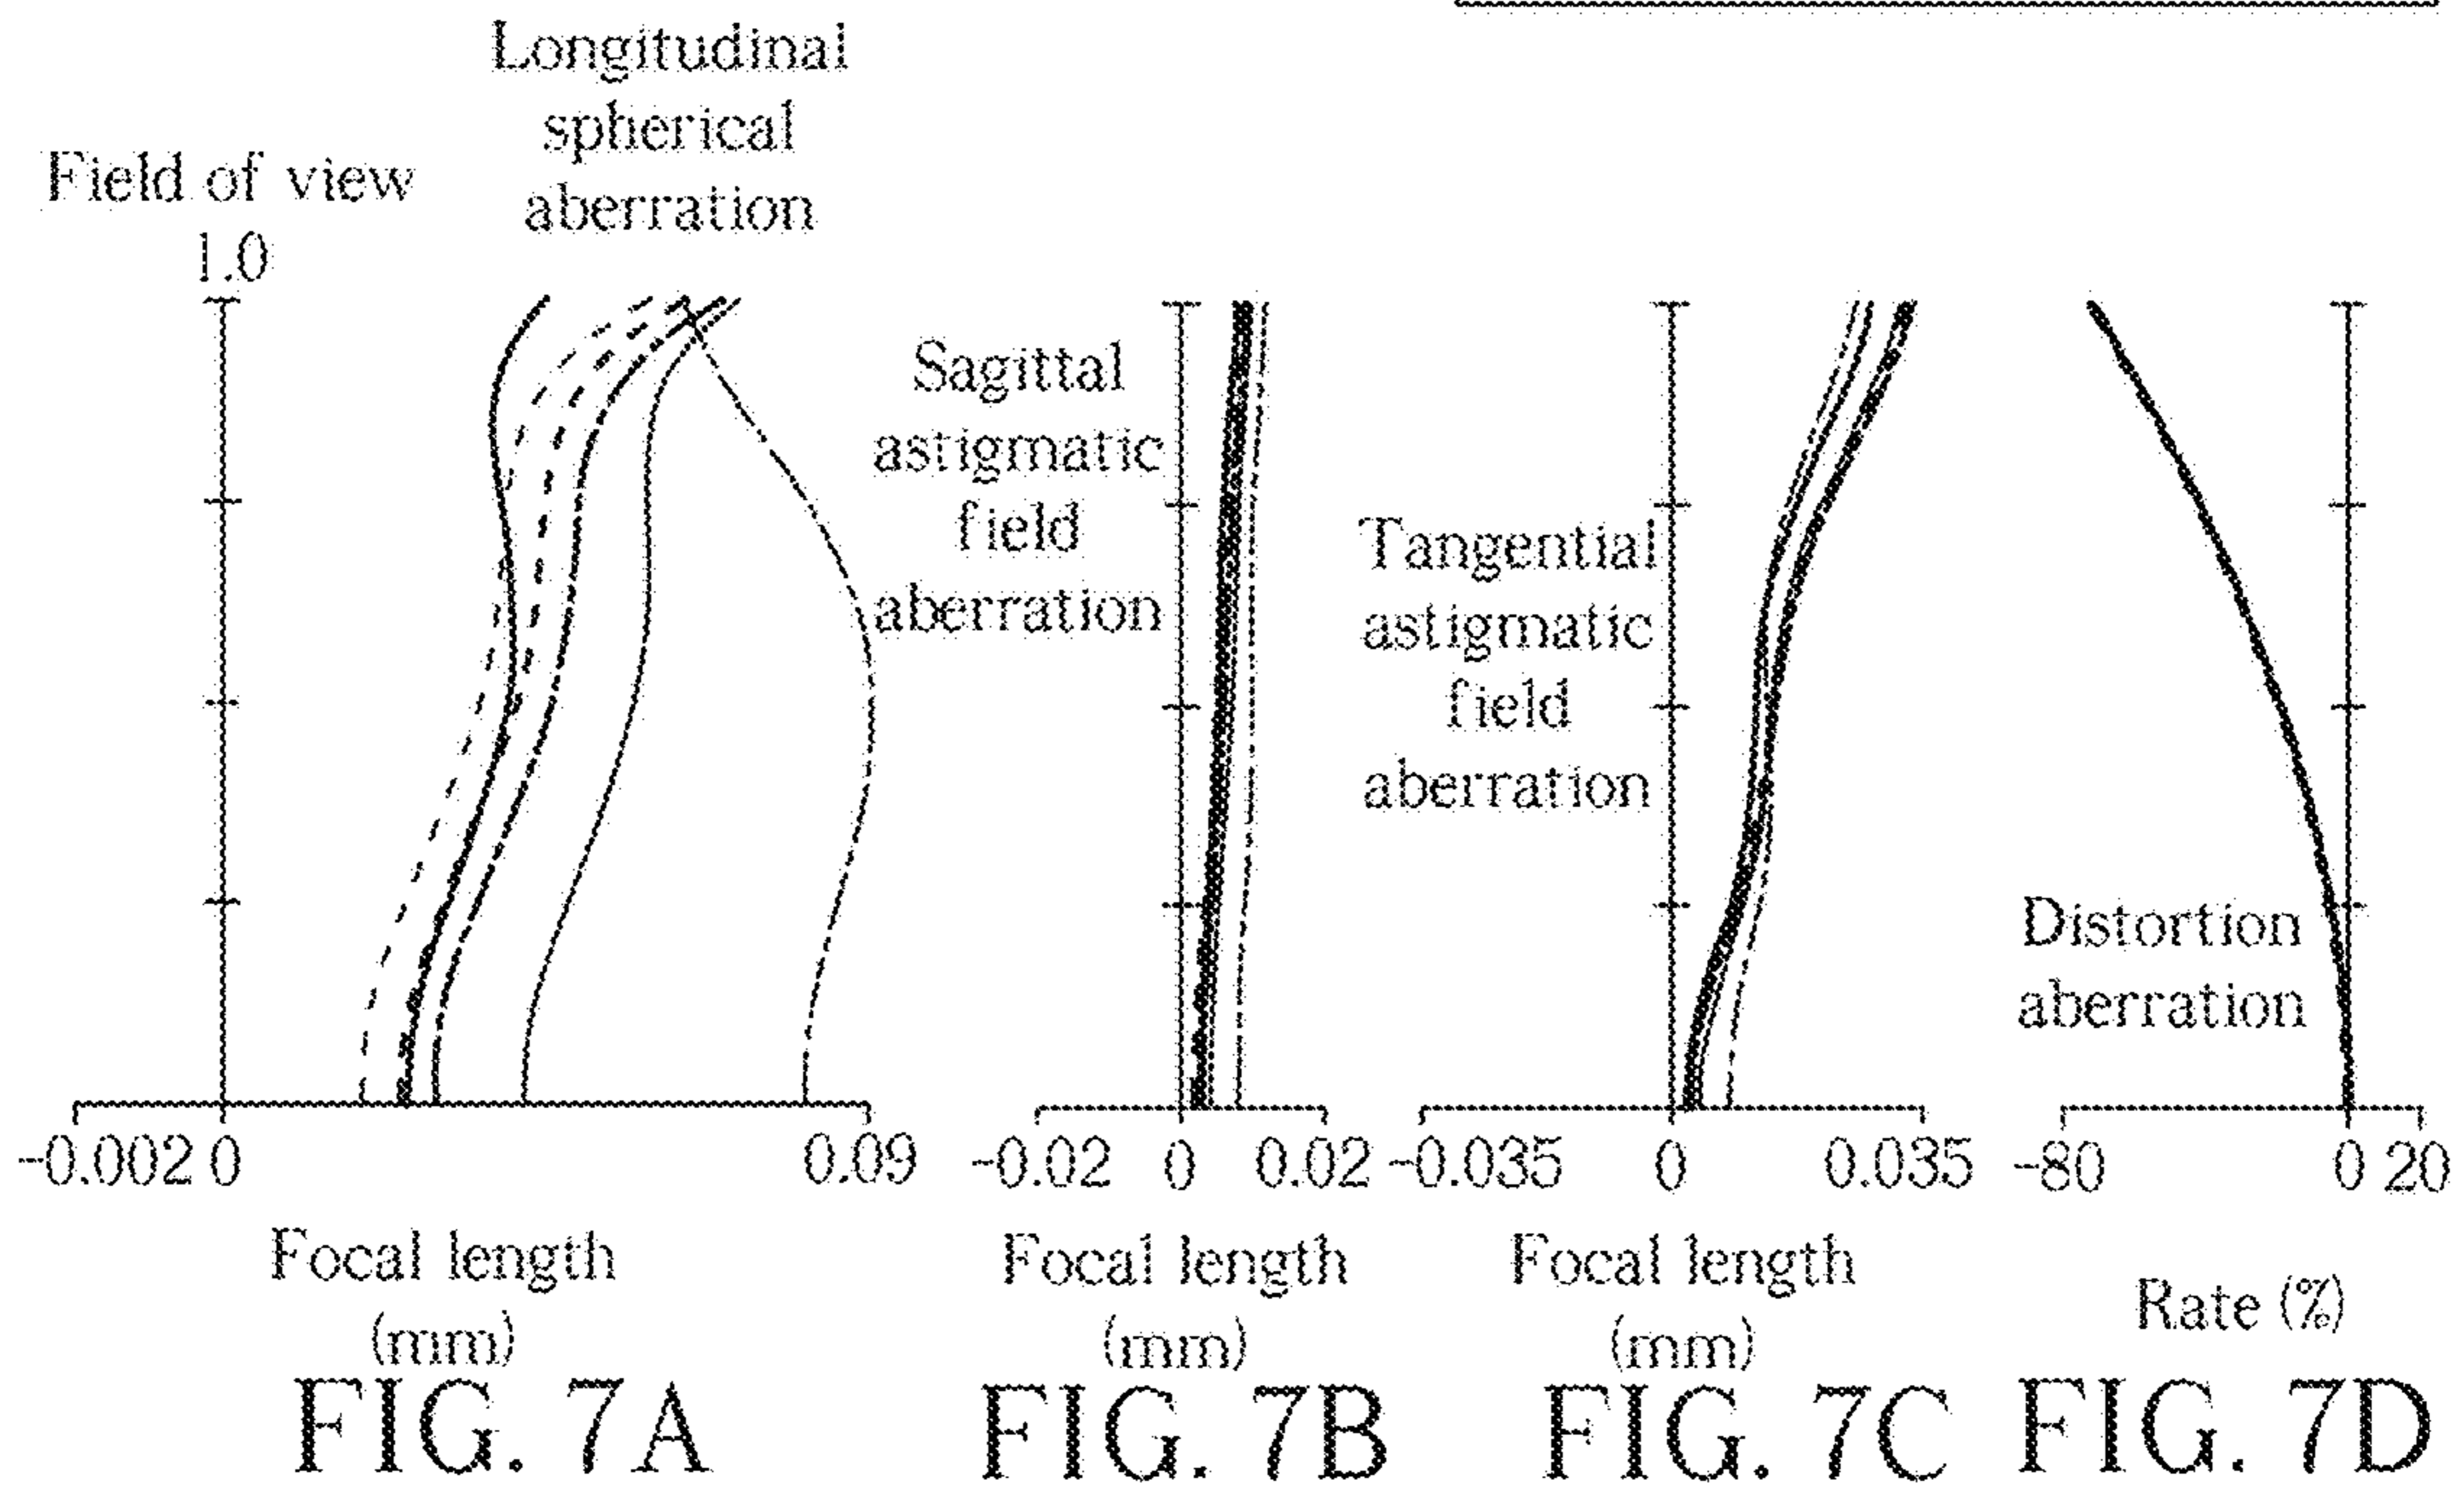 Longitudinal
spherical
aberration
Field of view
1.0
Sagittal
astigmatic
field
aberration
Tangential
astigmatic
field
aberration
Distortion
aberration
-0.002 0 0.09
-0.02 0 0.02
-0.035 0 0.035
-80 0 20
Focal length
(mm)
Focal length
(mm)
Focal length
(mm)
Rate (%)
FIG. 7A
FIG. 7B
FIG. 7C
FIG. 7D